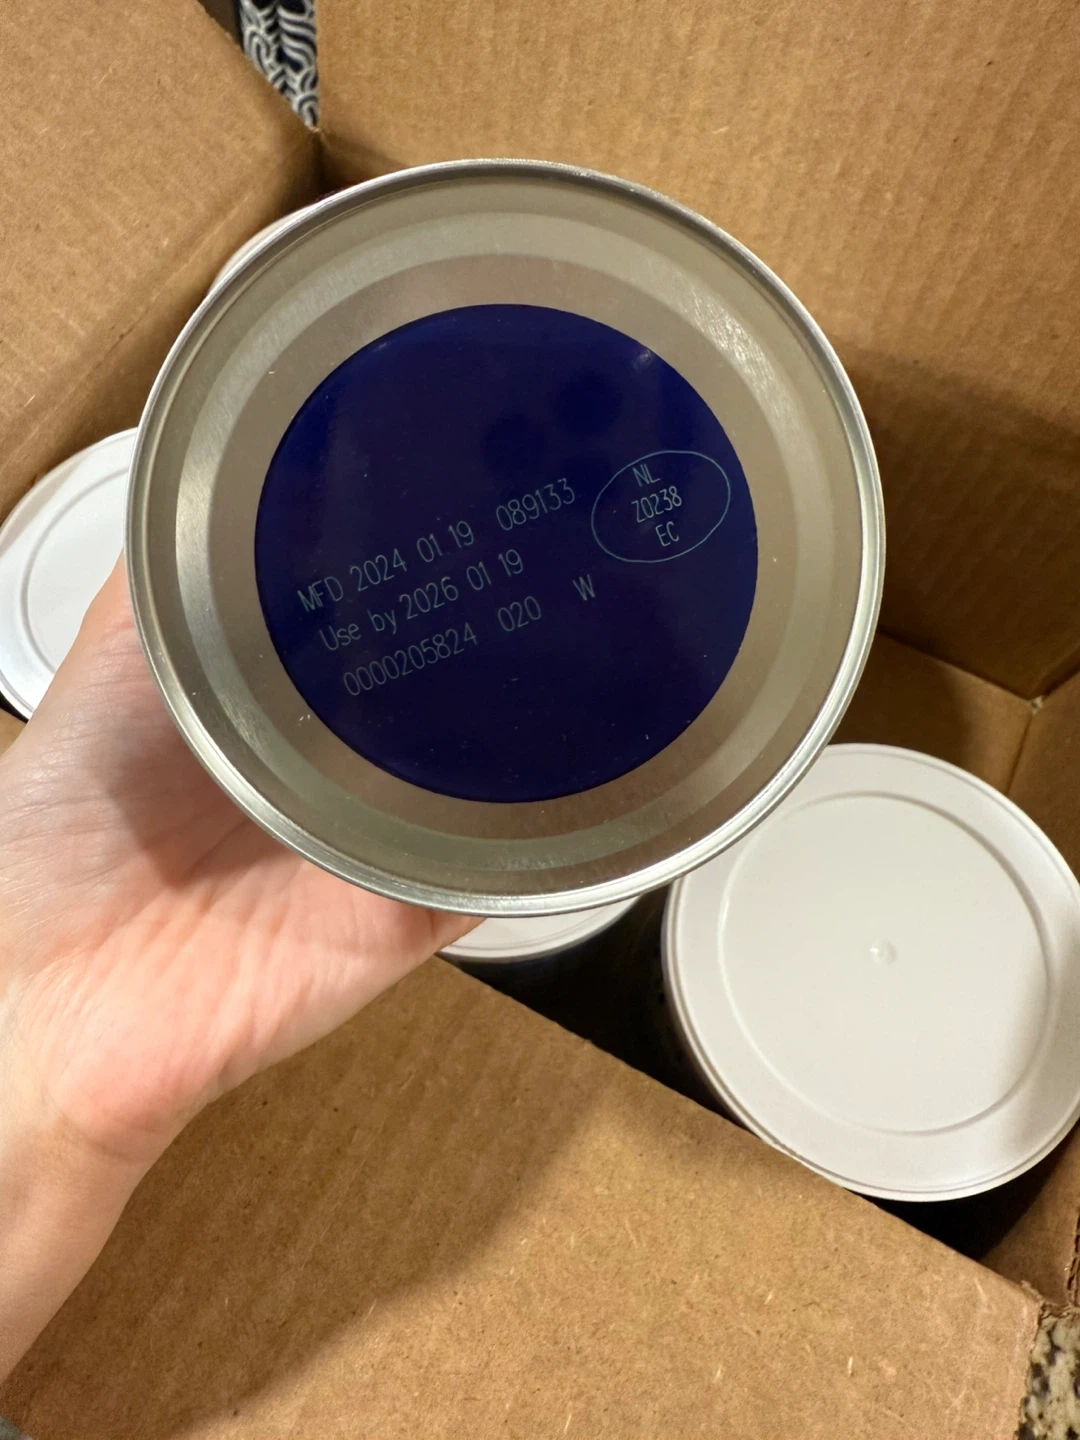 MFD 2024 01 19 089133
Use by 2026 01 19
0000205824 020 W
NL
Z0238
EC